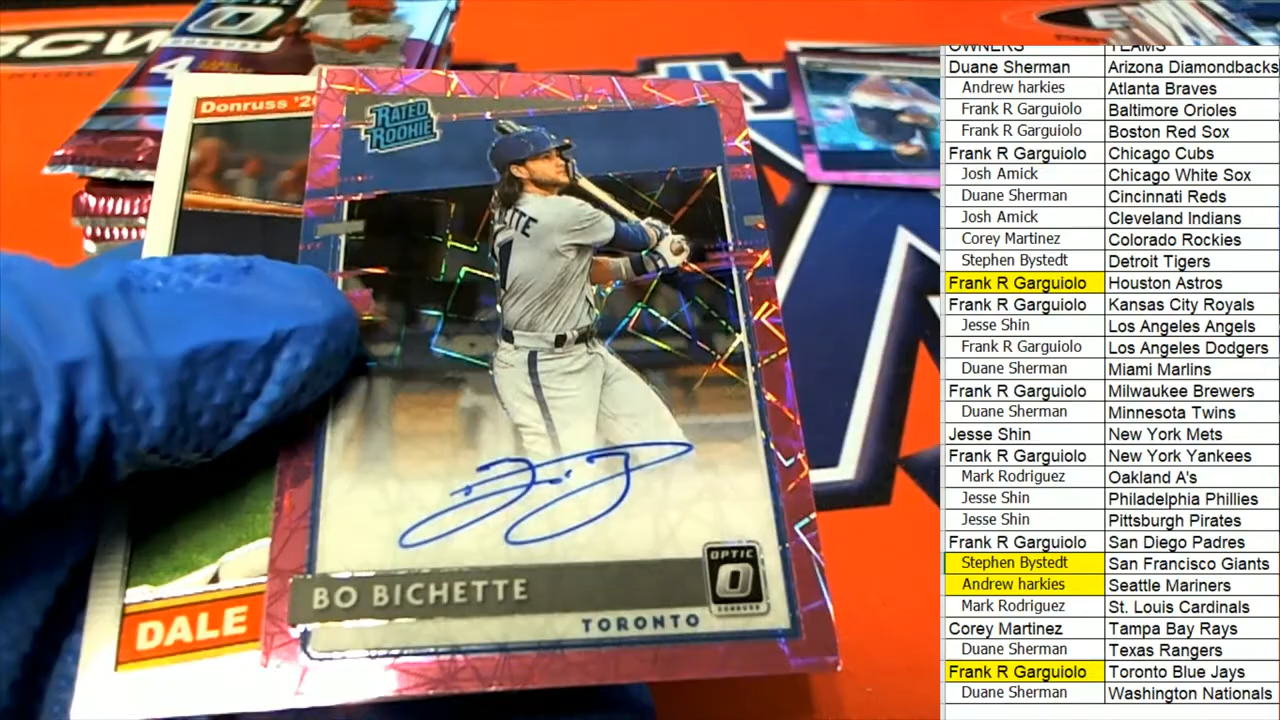 BCW
O
4
Donruss '20
RATED
ROOKIE
DALE
BO BICHETTE
TORONTO
OPTIC
O
DONRUSS
OWNERS TEAMS
Duane Sherman Arizona Diamondbacks
Andrew harkies Atlanta Braves
Frank R Garguiolo Baltimore Orioles
Frank R Garguiolo Boston Red Sox
Frank R Garguiolo Chicago Cubs
Josh Amick Chicago White Sox
Duane Sherman Cincinnati Reds
Josh Amick Cleveland Indians
Corey Martinez Colorado Rockies
Stephen Bystedt Detroit Tigers
Frank R Garguiolo Houston Astros
Frank R Garguiolo Kansas City Royals
Jesse Shin Los Angeles Angels
Frank R Garguiolo Los Angeles Dodgers
Duane Sherman Miami Marlins
Frank R Garguiolo Milwaukee Brewers
Duane Sherman Minnesota Twins
Jesse Shin New York Mets
Frank R Garguiolo New York Yankees
Mark Rodriguez Oakland A's
Jesse Shin Philadelphia Phillies
Jesse Shin Pittsburgh Pirates
Frank R Garguiolo San Diego Padres
Stephen Bystedt San Francisco Giants
Andrew harkies Seattle Mariners
Mark Rodriguez St. Louis Cardinals
Corey Martinez Tampa Bay Rays
Duane Sherman Texas Rangers
Frank R Garguiolo Toronto Blue Jays
Duane Sherman Washington Nationals